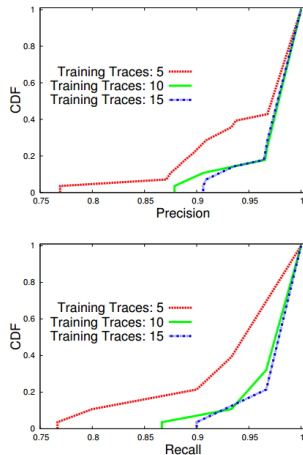 1
0.8
0.6
0.4
0.2
0
CDF
Training Traces: 5
Training Traces: 10
Training Traces: 15
0.75 0.8 0.85 0.9 0.95 1
Precision
1
0.8
0.6
0.4
0.2
0
CDF
Training Traces: 5
Training Traces: 10
Training Traces: 15
0.75 0.8 0.85 0.9 0.95 1
Recall